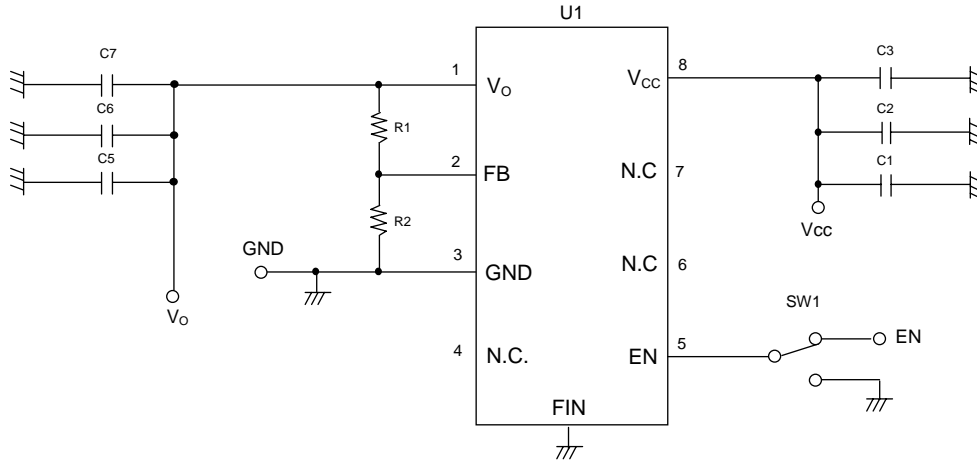 U1
C7
1
VO
VCC
8
C3
C6
R1
C2
C5
2
FB
N.C
7
C1
R2
Vcc
GND
3
GND
N.C
6
VO
SW1
4
N.C.
EN
5
EN
FIN